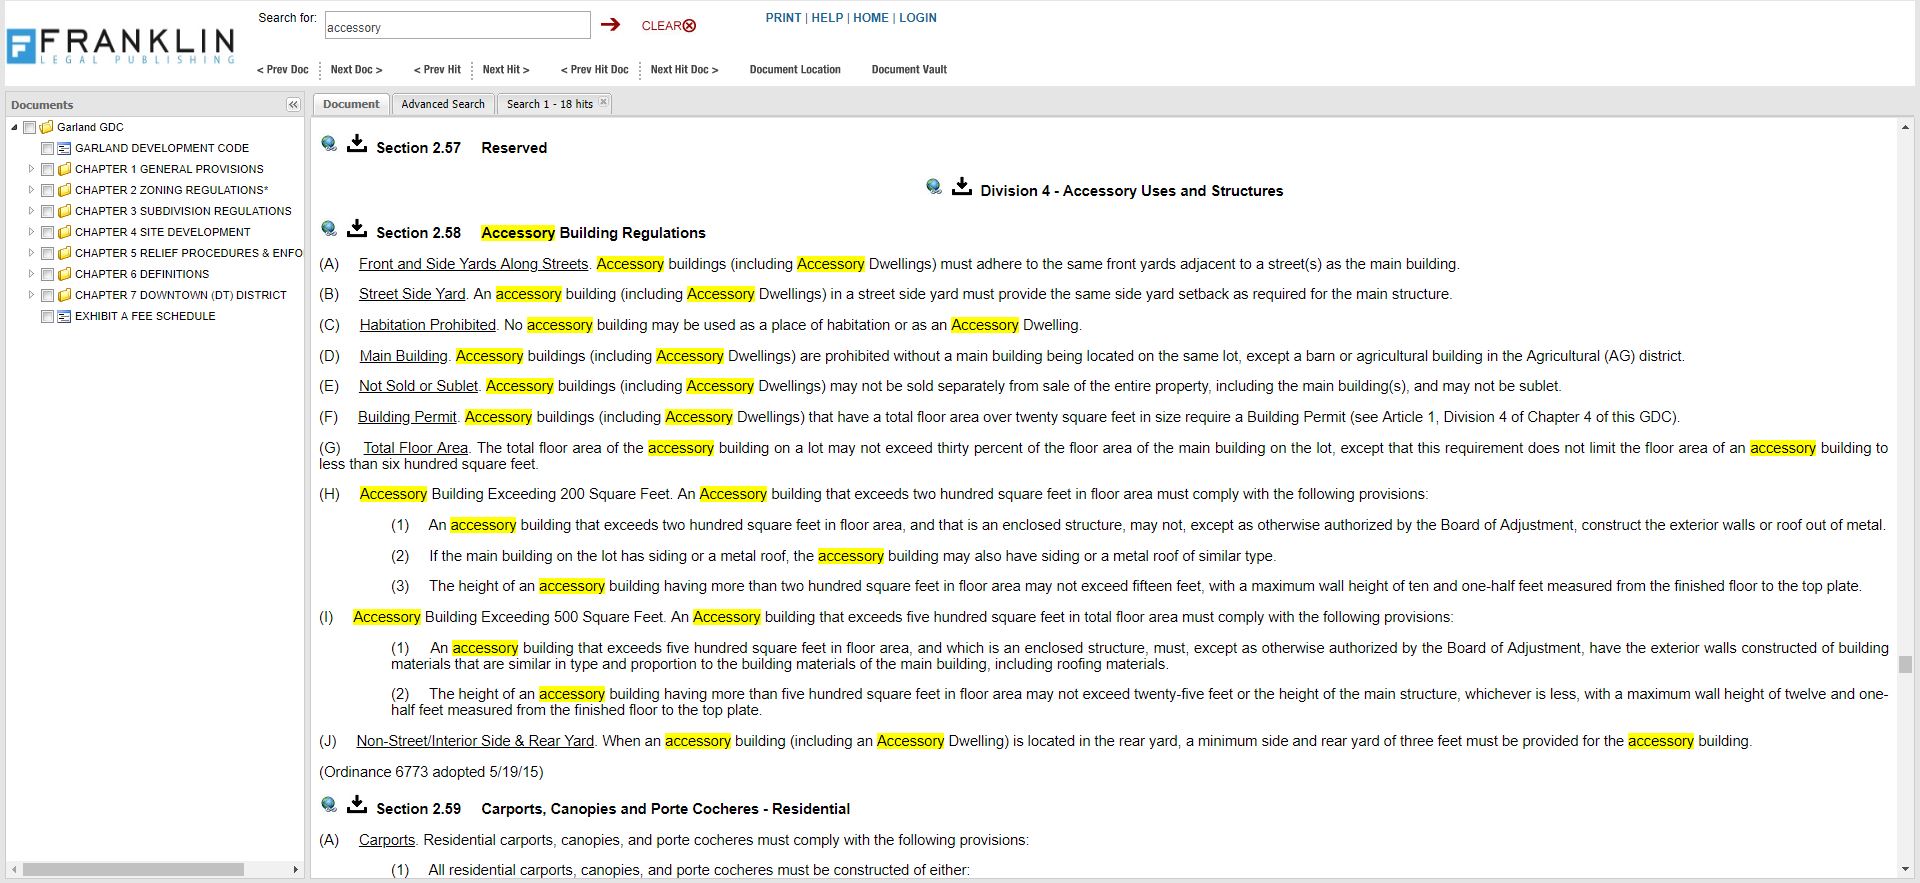 FRANKLIN
LEGAL PUBLISHING
Search for:
accessory
CLEAR
PRINT | HELP | HOME | LOGIN
< Prev Doc
Next Doc >
< Prev Hit
Next Hit >
< Prev Hit Doc
Next Hit Doc >
Document Location
Document Vault
Documents
Garland GDC
GARLAND DEVELOPMENT CODE
CHAPTER 1 GENERAL PROVISIONS
CHAPTER 2 ZONING REGULATIONS*
CHAPTER 3 SUBDIVISION REGULATIONS
CHAPTER 4 SITE DEVELOPMENT
CHAPTER 5 RELIEF PROCEDURES & ENFO
CHAPTER 6 DEFINITIONS
CHAPTER 7 DOWNTOWN (DT) DISTRICT
EXHIBIT A FEE SCHEDULE
Document
Advanced Search
Search 1 - 18 hits
Section 2.57 Reserved
Division 4 - Accessory Uses and Structures
Section 2.58 Accessory Building Regulations
(A) Front and Side Yards Along Streets. Accessory buildings (including Accessory Dwellings) must adhere to the same front yards adjacent to a street(s) as the main building.
(B) Street Side Yard. An accessory building (including Accessory Dwellings) in a street side yard must provide the same side yard setback as required for the main structure.
(C) Habitation Prohibited. No accessory building may be used as a place of habitation or as an Accessory Dwelling.
(D) Main Building. Accessory buildings (including Accessory Dwellings) are prohibited without a main building being located on the same lot, except a barn or agricultural building in the Agricultural (AG) district.
(E) Not Sold or Sublet. Accessory buildings (including Accessory Dwellings) may not be sold separately from sale of the entire property, including the main building(s), and may not be sublet.
(F) Building Permit. Accessory buildings (including Accessory Dwellings) that have a total floor area over twenty square feet in size require a Building Permit (see Article 1, Division 4 of Chapter 4 of this GDC).
(G) Total Floor Area. The total floor area of the accessory building on a lot may not exceed thirty percent of the floor area of the main building on the lot, except that this requirement does not limit the floor area of an accessory building to
less than six hundred square feet.
(H) Accessory Building Exceeding 200 Square Feet. An Accessory building that exceeds two hundred square feet in floor area must comply with the following provisions:
(1) An accessory building that exceeds two hundred square feet in floor area, and that is an enclosed structure, may not, except as otherwise authorized by the Board of Adjustment, construct the exterior walls or roof out of metal.
(2) If the main building on the lot has siding or a metal roof, the accessory building may also have siding or a metal roof of similar type.
(3) The height of an accessory building having more than two hundred square feet in floor area may not exceed fifteen feet, with a maximum wall height of ten and one-half feet measured from the finished floor to the top plate.
(I) Accessory Building Exceeding 500 Square Feet. An Accessory building that exceeds five hundred square feet in total floor area must comply with the following provisions:
(1) An accessory building that exceeds five hundred square feet in floor area, and which is an enclosed structure, must, except as otherwise authorized by the Board of Adjustment, have the exterior walls constructed of building
materials that are similar in type and proportion to the building materials of the main building, including roofing materials.
(2) The height of an accessory building having more than five hundred square feet in floor area may not exceed twenty-five feet or the height of the main structure, whichever is less, with a maximum wall height of twelve and one-
half feet measured from the finished floor to the top plate.
(J) Non-Street/Interior Side & Rear Yard. When an accessory building (including an Accessory Dwelling) is located in the rear yard, a minimum side and rear yard of three feet must be provided for the accessory building.
(Ordinance 6773 adopted 5/19/15)
Section 2.59 Carports, Canopies and Porte Cocheres - Residential
(A) Carports. Residential carports, canopies, and porte cocheres must comply with the following provisions:
(1) All residential carports, canopies, and porte cocheres must be constructed of either: